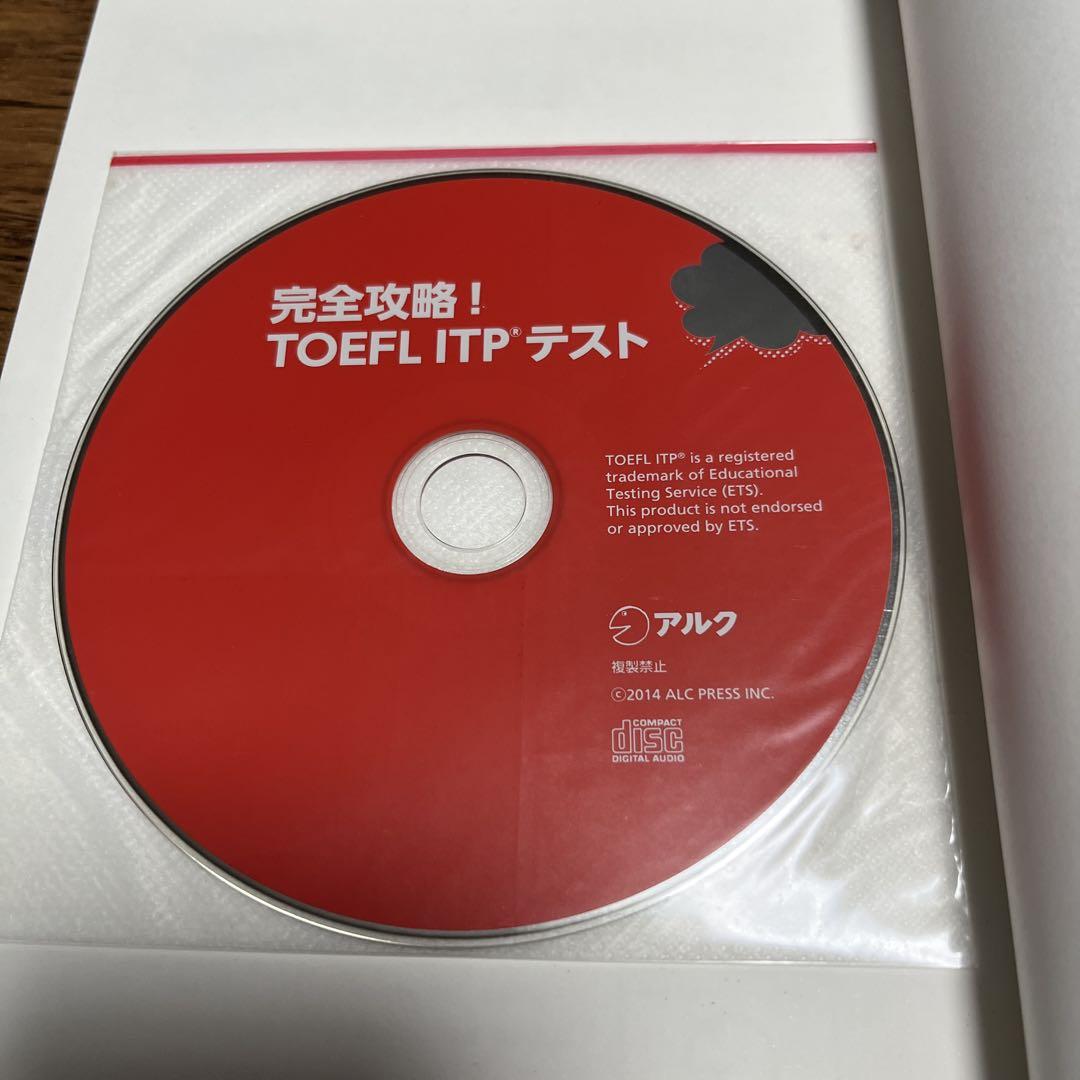 完全攻略！
TOEFL ITP® テスト
TOEFL ITP® is a registered
trademark of Educational
Testing Service (ETS).
This product is not endorsed
or approved by ETS.
アルク
複製禁止
©2014 ALC PRESS INC.
COMPACT
disc
DIGITAL AUDIO